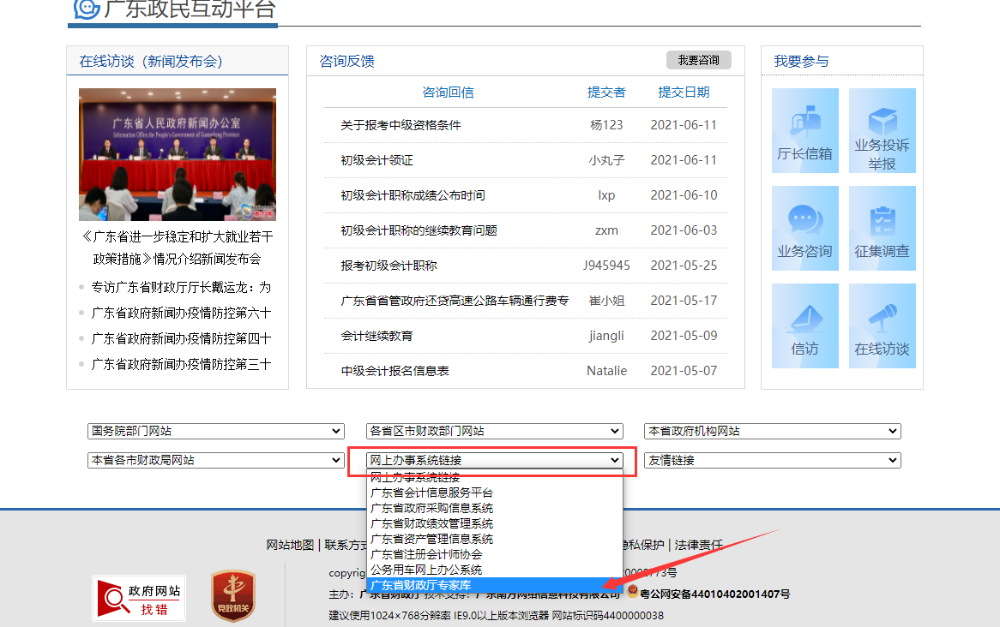 广东政民互动平台
在线访谈（新闻发布会）
广东省人民政府新闻办公室
Information Office,the People's Government of Guangdong Province
《广东省进一步稳定和扩大就业若干
政策措施》情况介绍新闻发布会
专访广东省财政厅厅长戴运龙：为
广东省政府新闻办·疫情防控第六十
广东省政府新闻办·疫情防控第四十
广东省政府新闻办·疫情防控第三十
咨询反馈 我要咨询
咨询回信 提交者 提交日期
关于报考中级资格条件 杨123 2021-06-11
初级会计领证 小丸子 2021-06-11
初级会计职称成绩公布时间 lxp 2021-06-10
初级会计职称的继续教育问题 zxm 2021-06-03
报考初级会计职称 J945945 2021-05-25
广东省省管政府还贷高速公路车辆通行费专 崔小姐 2021-05-17
会计继续教育 jiangli 2021-05-09
中级会计报名信息表 Natalie 2021-05-07
我要参与
厅长信箱
业务投诉
举报
业务咨询
征集调查
信访
在线访谈
国务院部门网站 各省区市财政部门网站 本省政府机构网站
本省各市财政局网站 网上办事系统链接 友情链接
网上办事系统链接
广东省会计信息服务平台
广东省政府采购信息系统
广东省财政绩效管理系统
广东省资产管理信息系统
广东省注册会计师协会
公务用车网上办公系统
广东省财政厅专家库
网站地图 | 联系方式 隐私保护 | 法律责任
政府网站
找错
党政机关
主办：广东省财政厅 技术支持：广东南方网络信息科技有限公司 粤公网安备44010402001407号
建议使用1024×768分辨率 IE9.0以上版本浏览器 网站标识码4400000038